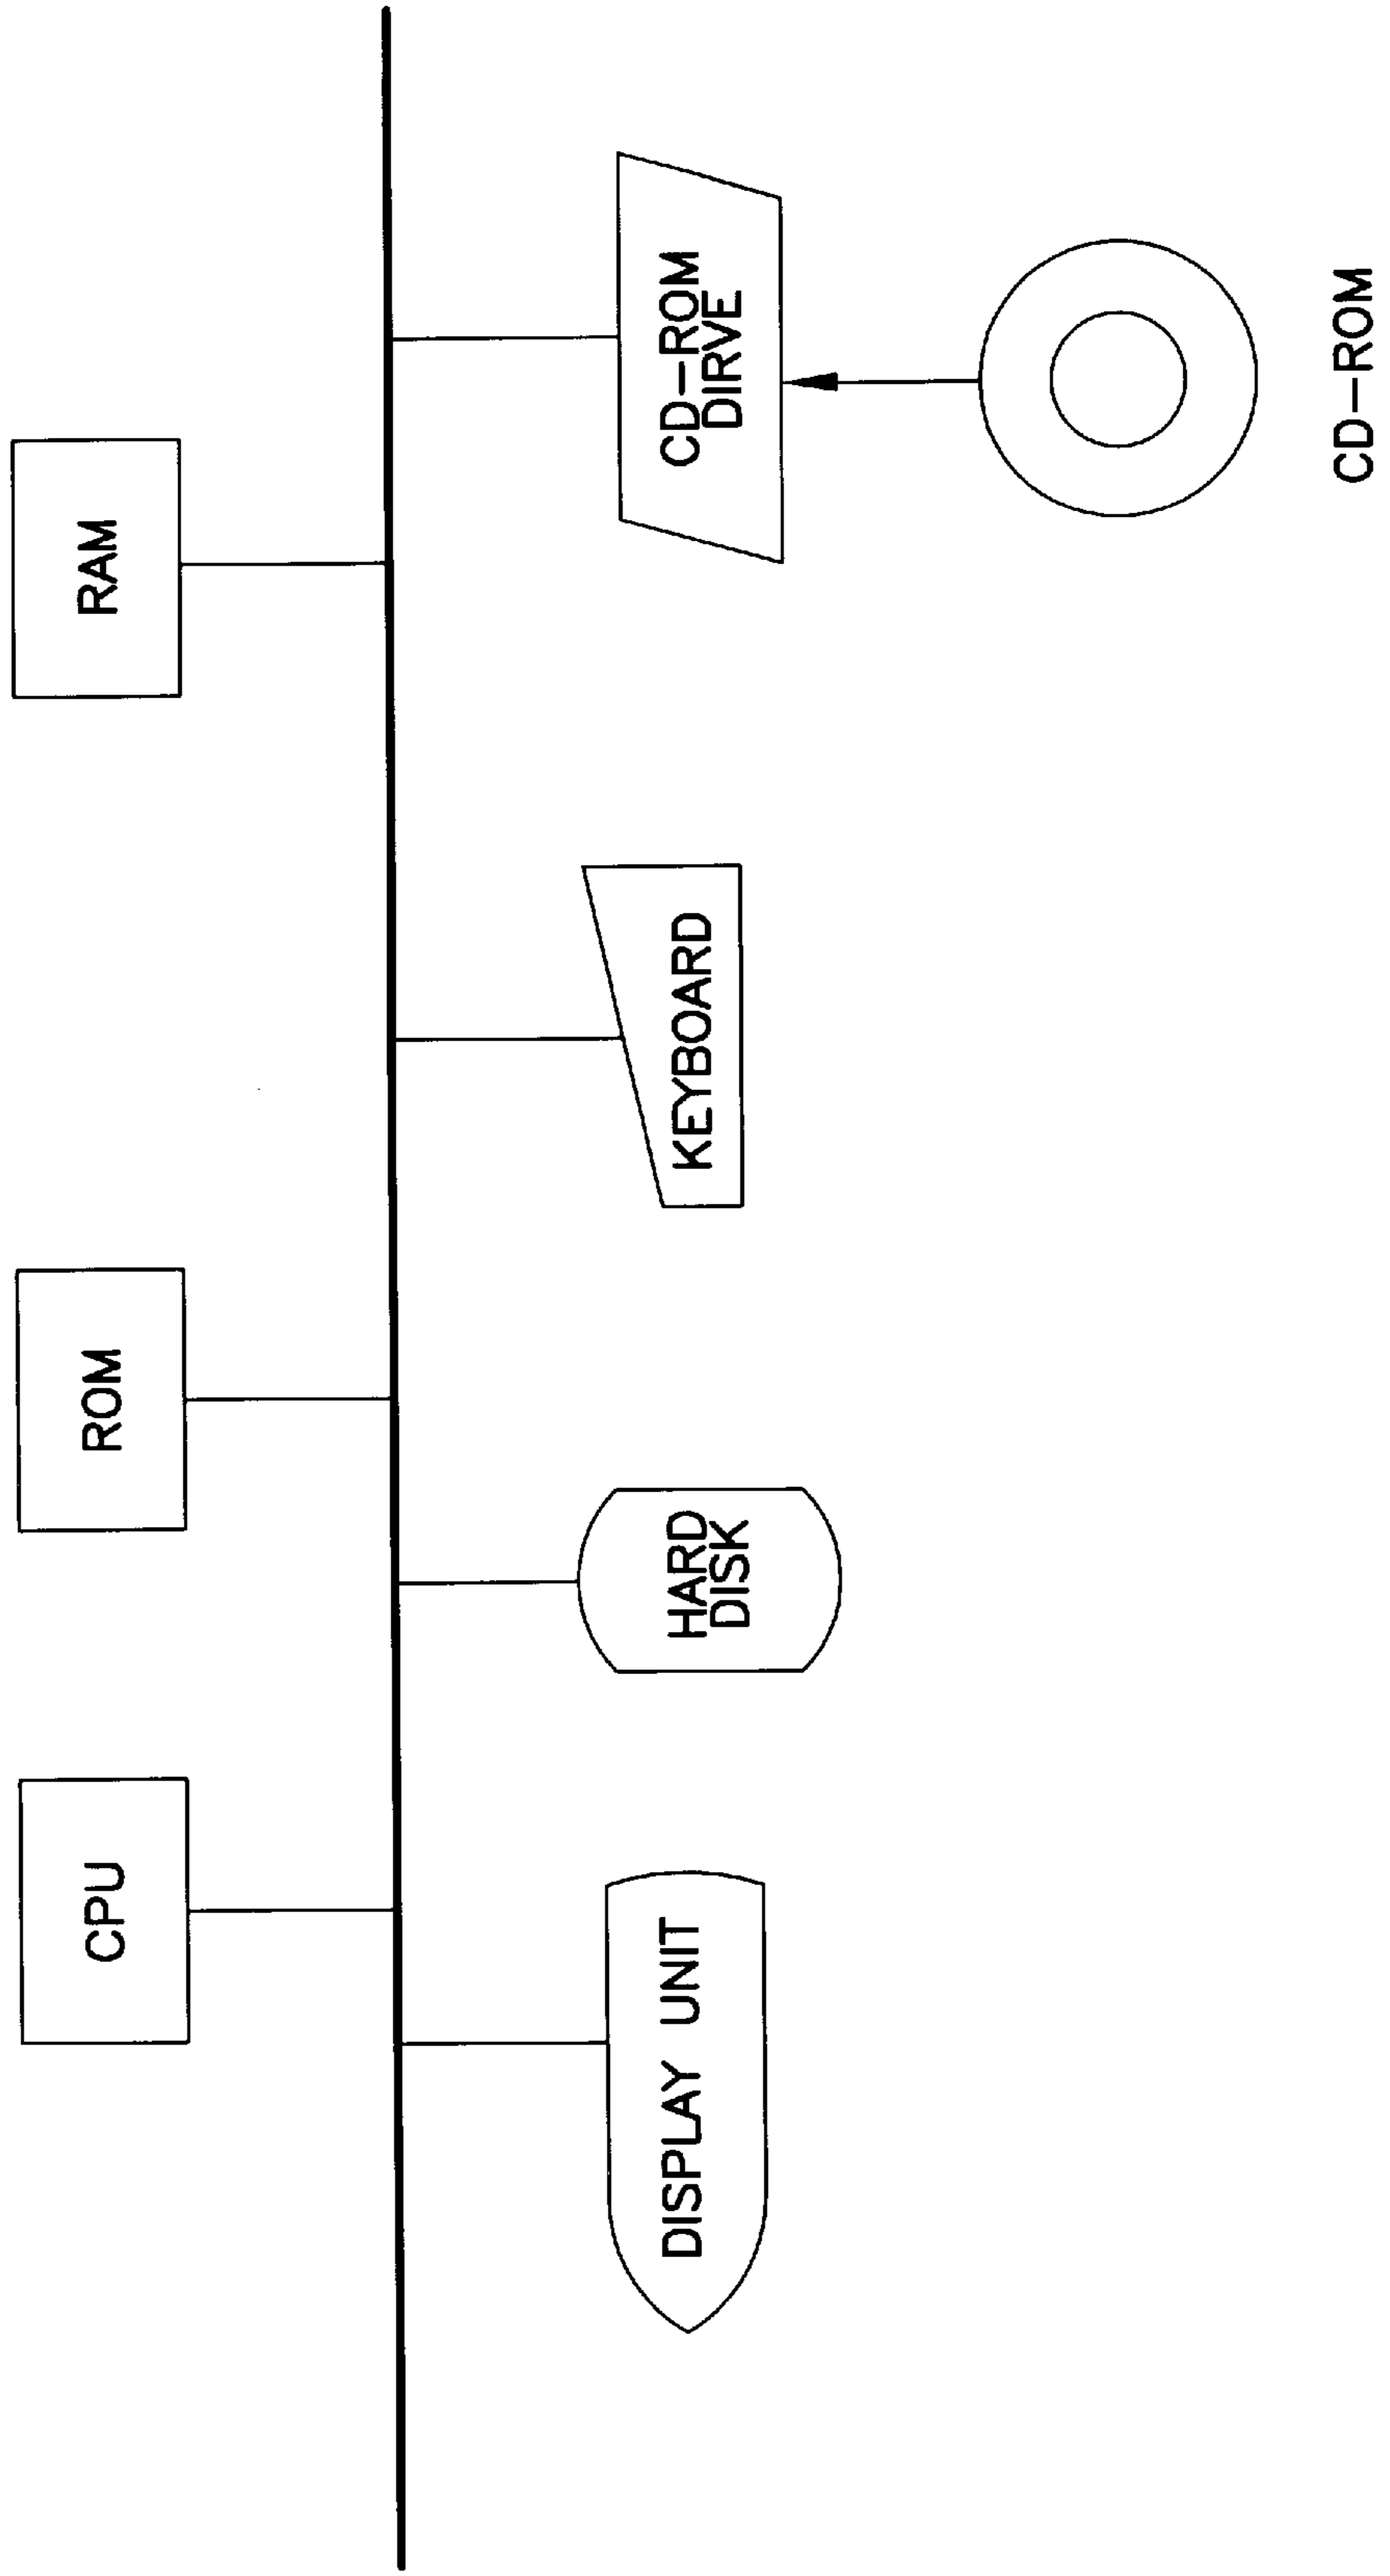 CPU
ROM
RAM
DISPLAY UNIT
HARD
DISK
KEYBOARD
CD-ROM
DIRVE
CD-ROM